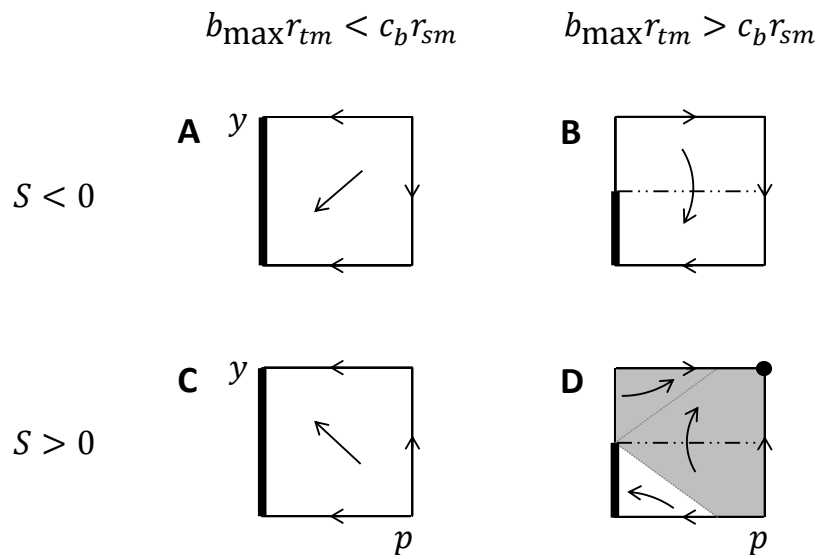 b_max r_tm < c_b r_sm
b_max r_tm > c_b r_sm
A y
B
S < 0
C y
D
S > 0
p
p